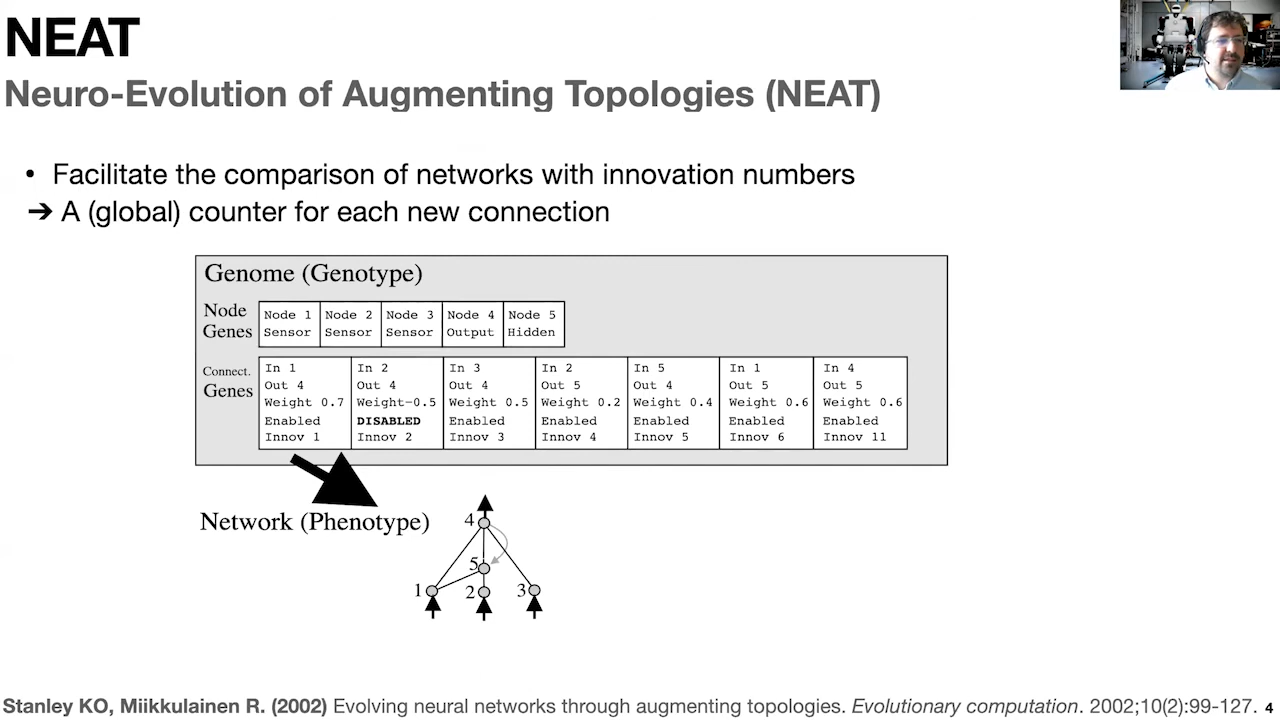 NEAT
Neuro-Evolution of Augmenting Topologies (NEAT)
• Facilitate the comparison of networks with innovation numbers
➔ A (global) counter for each new connection
Genome (Genotype)
Node Genes
Node 1 Sensor
Node 2 Sensor
Node 3 Sensor
Node 4 Output
Node 5 Hidden
Connect. Genes
In 1
Out 4
Weight 0.7
Enabled
Innov 1
In 2
Out 4
Weight-0.5
DISABLED
Innov 2
In 3
Out 4
Weight 0.5
Enabled
Innov 3
In 2
Out 5
Weight 0.2
Enabled
Innov 4
In 5
Out 4
Weight 0.4
Enabled
Innov 5
In 1
Out 5
Weight 0.6
Enabled
Innov 6
In 4
Out 5
Weight 0.6
Enabled
Innov 11
Network (Phenotype)
4
5
1
2
3
Stanley KO, Miikkulainen R. (2002) Evolving neural networks through augmenting topologies. Evolutionary computation. 2002;10(2):99-127. 4